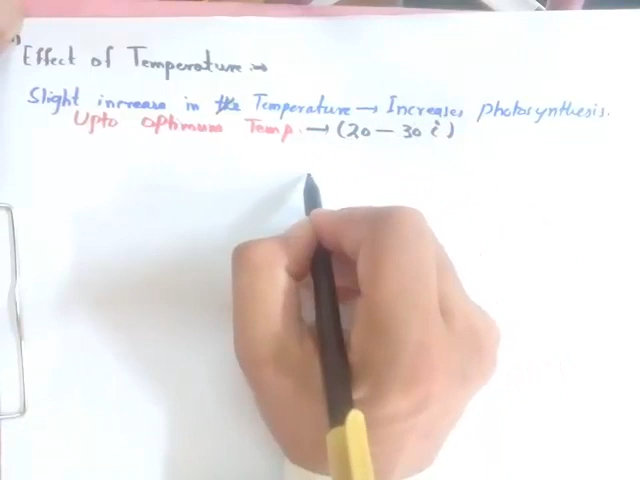 Effect of Temperature :→
Slight increase in the Temperature → Increases photosynthesis.
Upto optimum Temp. → (20 — 30 c̊)